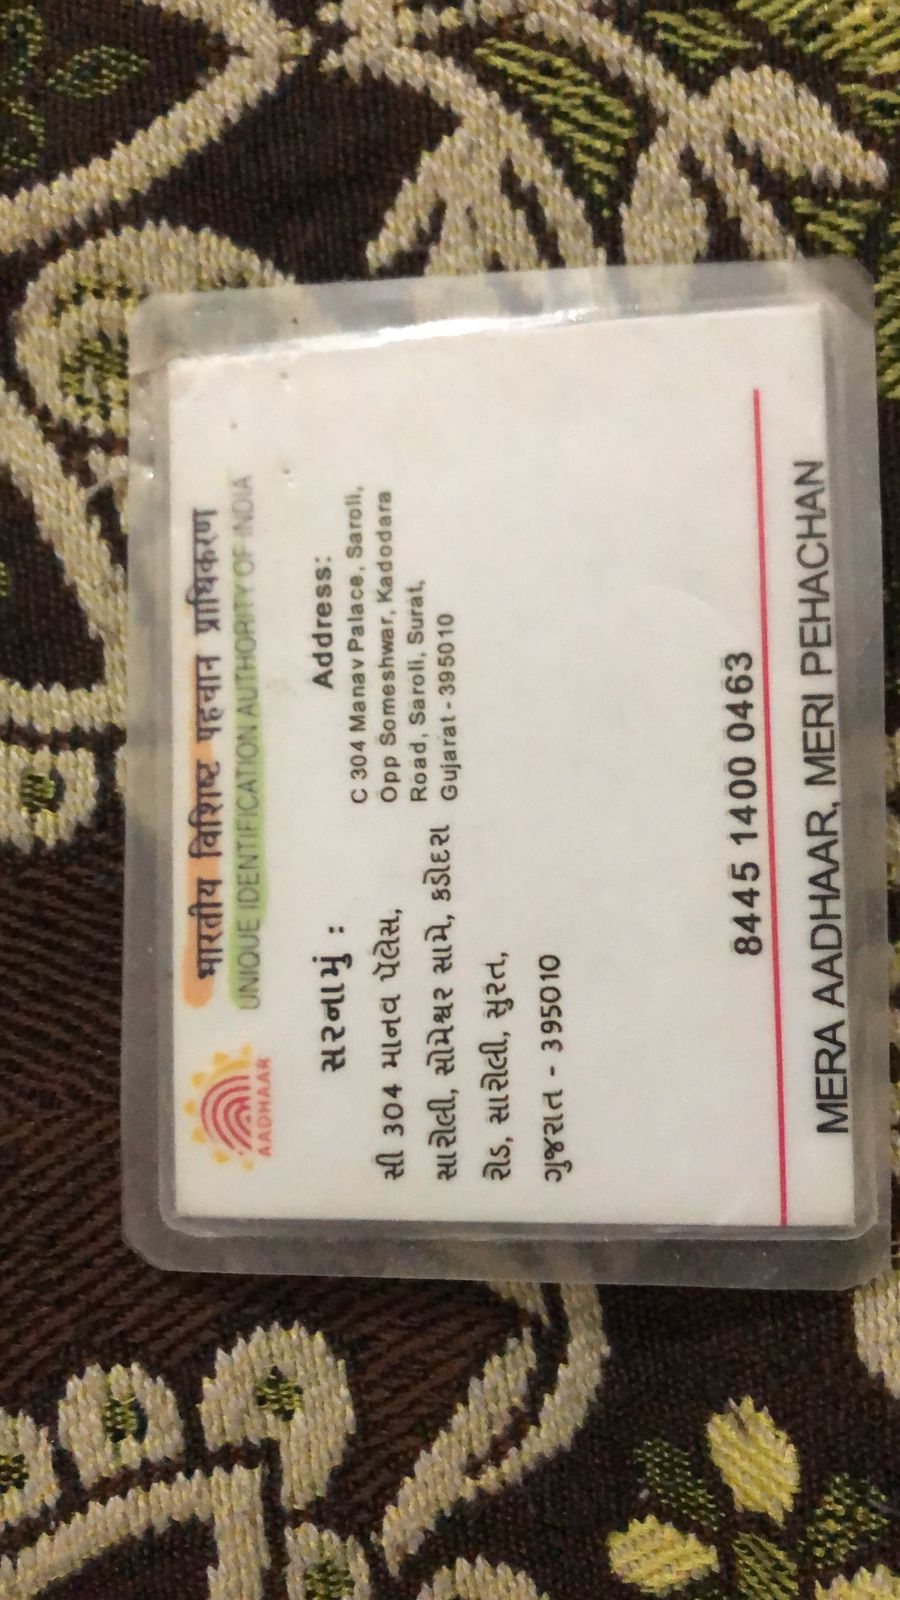 भारतीय विशिष्ट पहचान प्राधिकरण
UNIQUE IDENTIFICATION AUTHORITY OF INDIA
AADHAAR
સરનામું :
સી 304 માનવ પેલેસ,
સારોલી, સોમેશ્વર સામે, કડોદરા
રોડ, સારોલી, સુરત,
ગુજરાત - 395010
Address:
C 304 Manav Palace, Saroli,
Opp Someshwar, Kadodara
Road, Saroli, Surat,
Gujarat - 395010
8445 1400 0463
MERA AADHAAR, MERI PEHACHAN